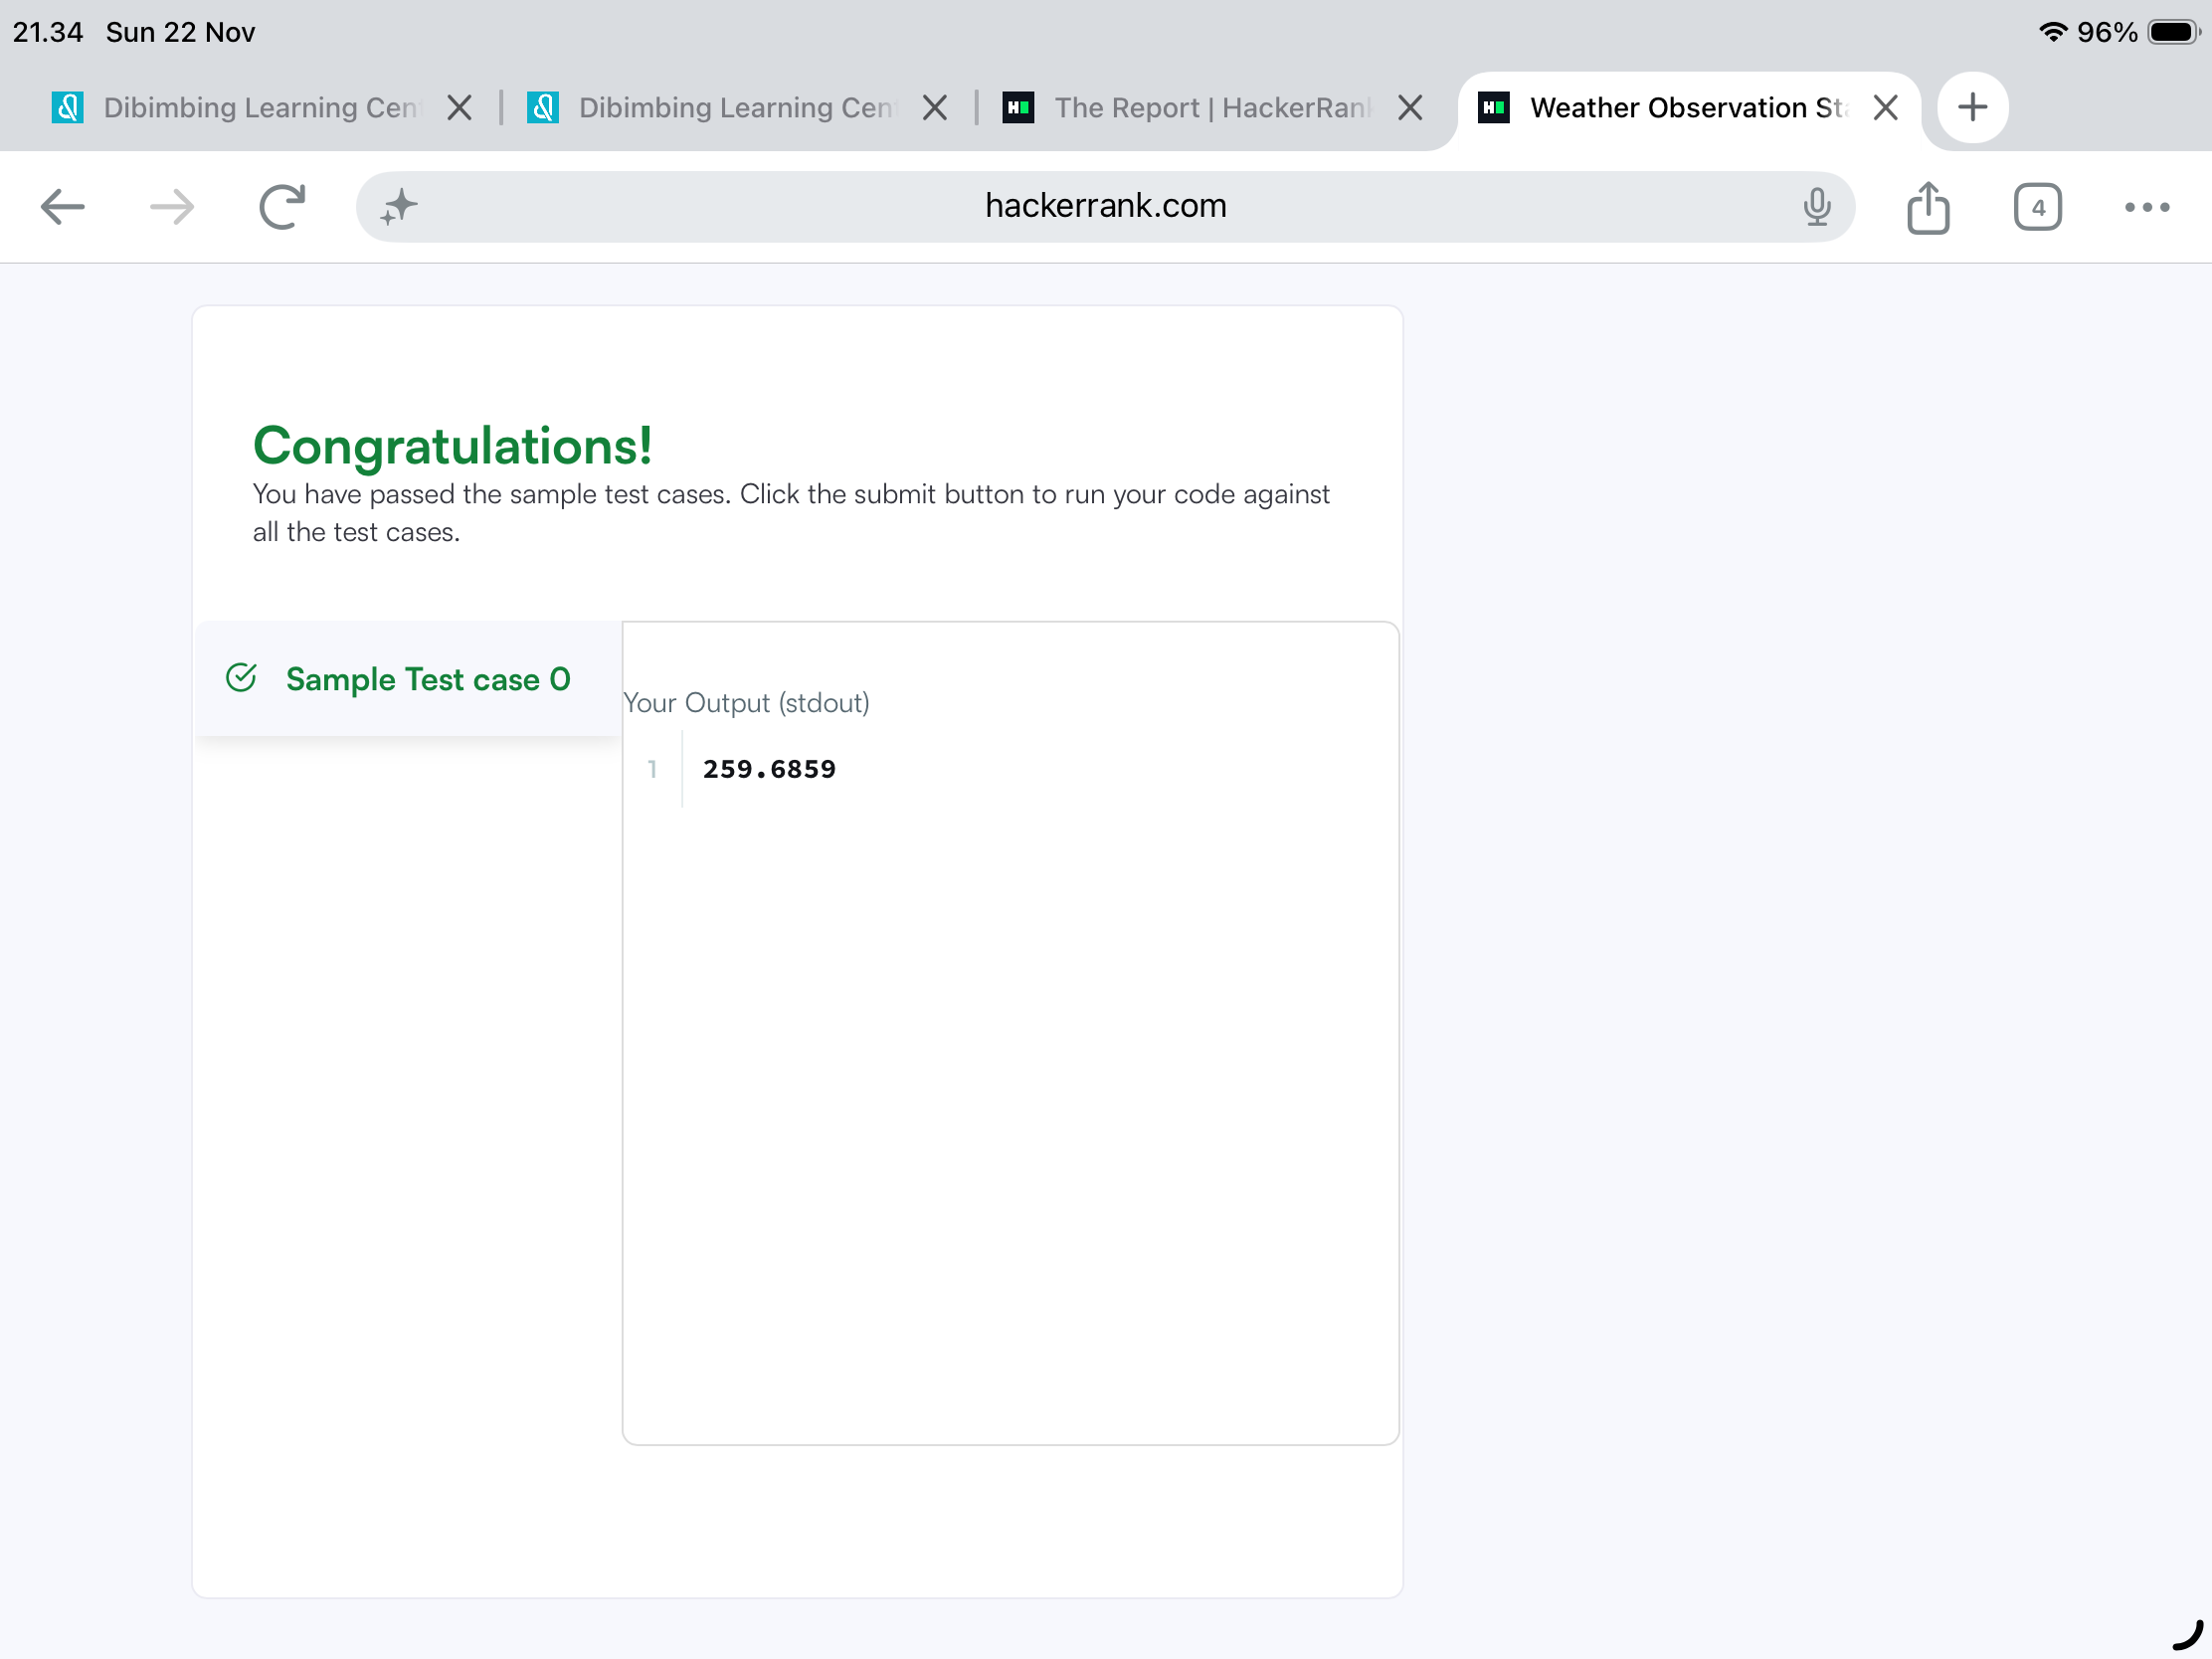 21.34 Sun 22 Nov 96%
Dibimbing Learning Cen Dibimbing Learning Cen The Report | HackerRank Weather Observation Sta
hackerrank.com 4
Congratulations!
You have passed the sample test cases. Click the submit button to run your code against
all the test cases.
Sample Test case 0
Your Output (stdout)
1 259.6859